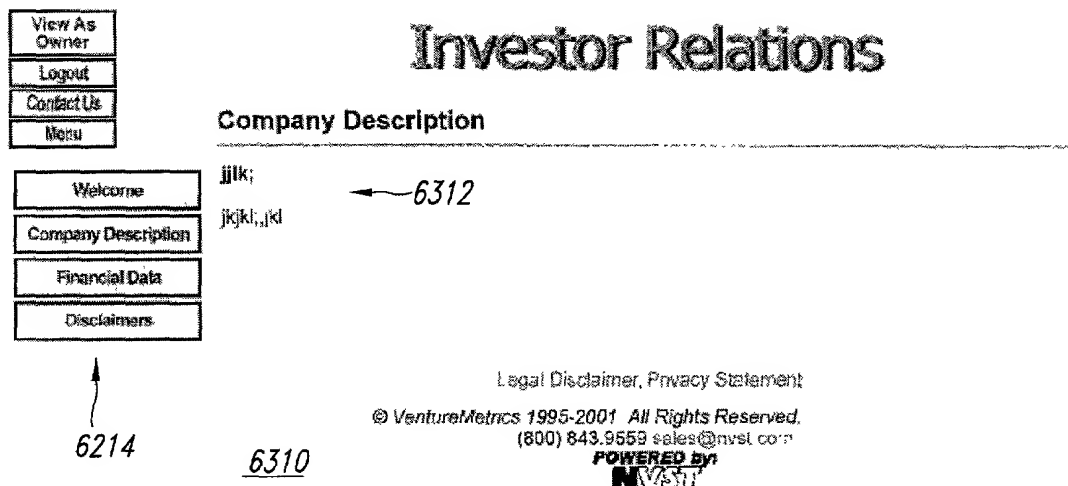 View As
Owner
Logout
Contact Us
Menu
Investor Relations
Company Description
jjlk;
6312
jkjkl;,jkl
Welcome
Company Description
Financial Data
Disclaimers
6214
6310
Legal Disclaimer, Privacy Statement
© VentureMetrics 1995-2001 All Rights Reserved.
(800) 843.9559 sales@nvst.com
POWERED by:
NVST